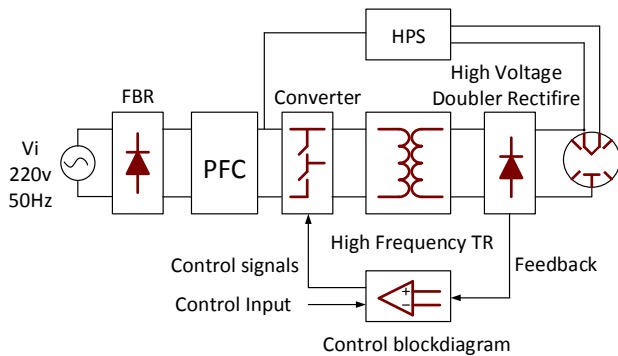 HPS
High Voltage
Doubler Rectifire
FBR
Converter
Vi
220v
50Hz
PFC
+
−
High Frequency TR
Control signals
Feedback
Control Input
Control blockdiagram